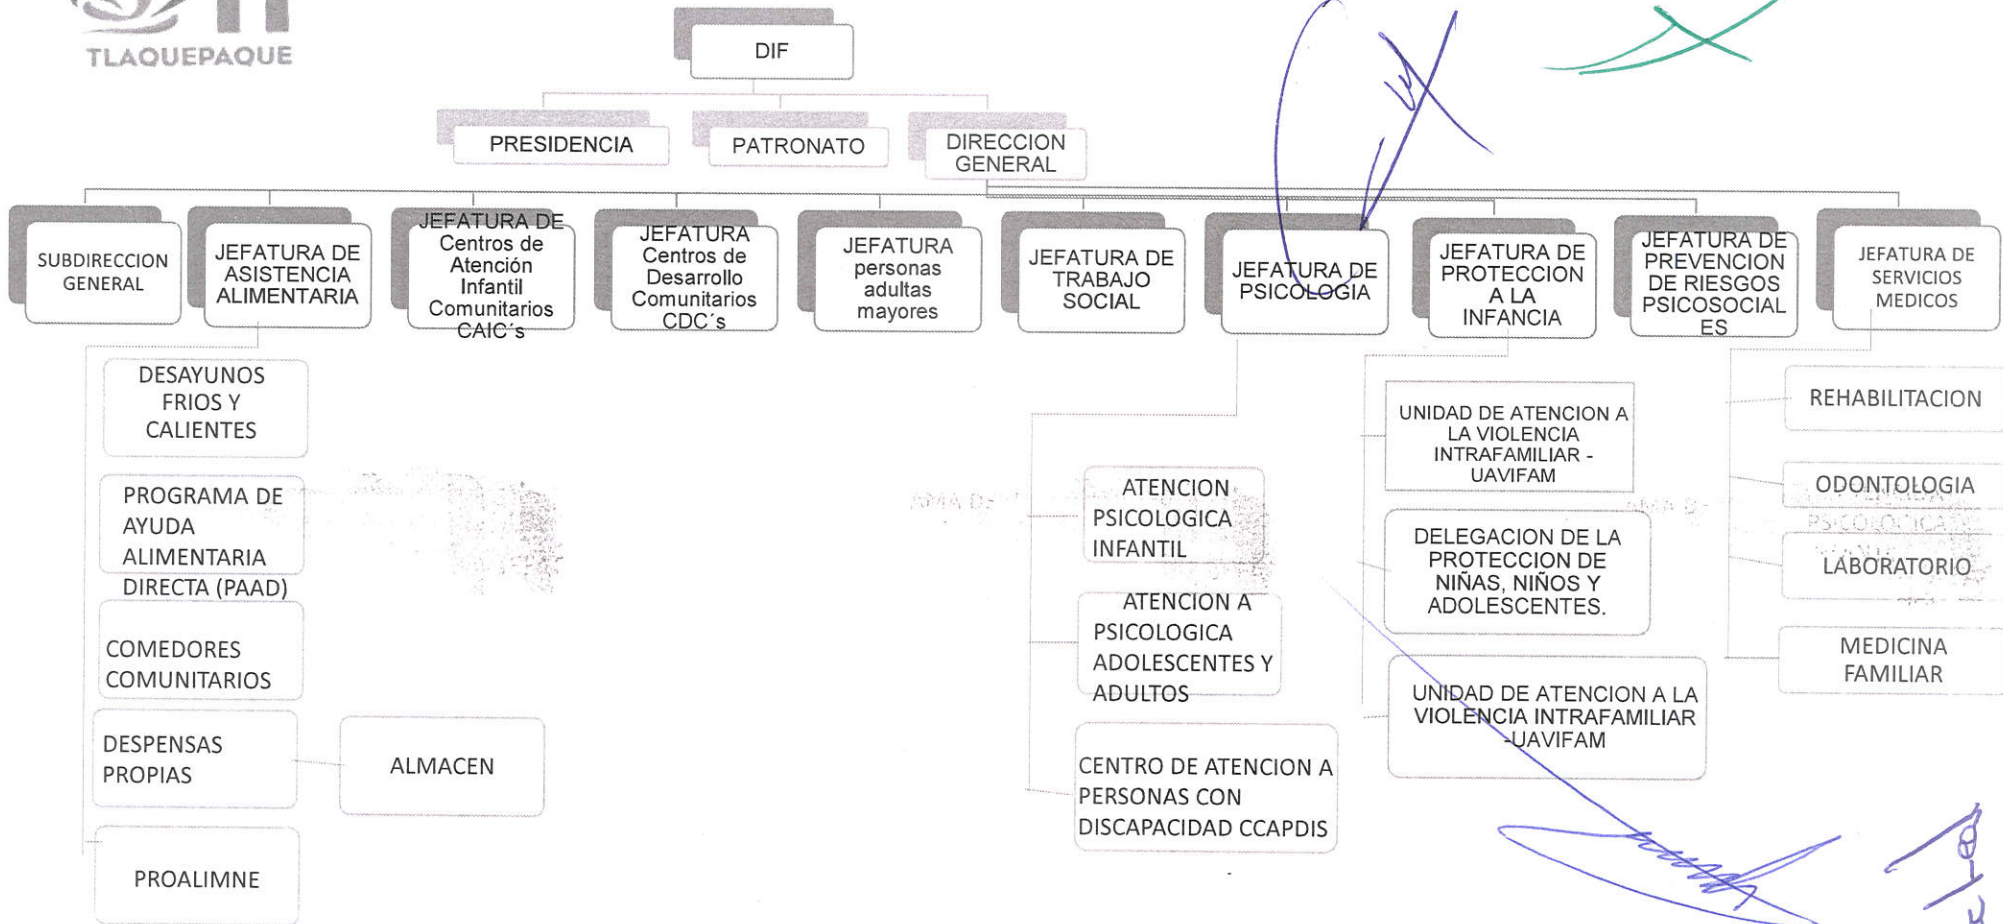 TLAQUEPAQUE
DIF
PRESIDENCIA
PATRONATO
DIRECCION
GENERAL
SUBDIRECCION
GENERAL
JEFATURA DE
ASISTENCIA
ALIMENTARIA
JEFATURA DE
Centros de
Atención
Infantil
Comunitarios
CAIC´s
JEFATURA
Centros de
Desarrollo
Comunitarios
CDC´s
JEFATURA
personas
adultas
mayores
JEFATURA DE
TRABAJO
SOCIAL
JEFATURA DE
PSICOLOGIA
JEFATURA DE
PROTECCION
A LA
INFANCIA
JEFATURA DE
PREVENCION
DE RIESGOS
PSICOSOCIAL
ES
JEFATURA DE
SERVICIOS
MEDICOS
DESAYUNOS
FRIOS Y
CALIENTES
PROGRAMA DE
AYUDA
ALIMENTARIA
DIRECTA (PAAD)
COMEDORES
COMUNITARIOS
DESPENSAS
PROPIAS
ALMACEN
PROALIMNE
ATENCION
PSICOLOGICA
INFANTIL
ATENCION A
PSICOLOGICA
ADOLESCENTES Y
ADULTOS
CENTRO DE ATENCION A
PERSONAS CON
DISCAPACIDAD CCAPDIS
UNIDAD DE ATENCION A
LA VIOLENCIA
INTRAFAMILIAR -
UAVIFAM
DELEGACION DE LA
PROTECCION DE
NIÑAS, NIÑOS Y
ADOLESCENTES.
UNIDAD DE ATENCION A LA
VIOLENCIA INTRAFAMILIAR
-UAVIFAM
REHABILITACION
ODONTOLOGIA
LABORATORIO
MEDICINA
FAMILIAR